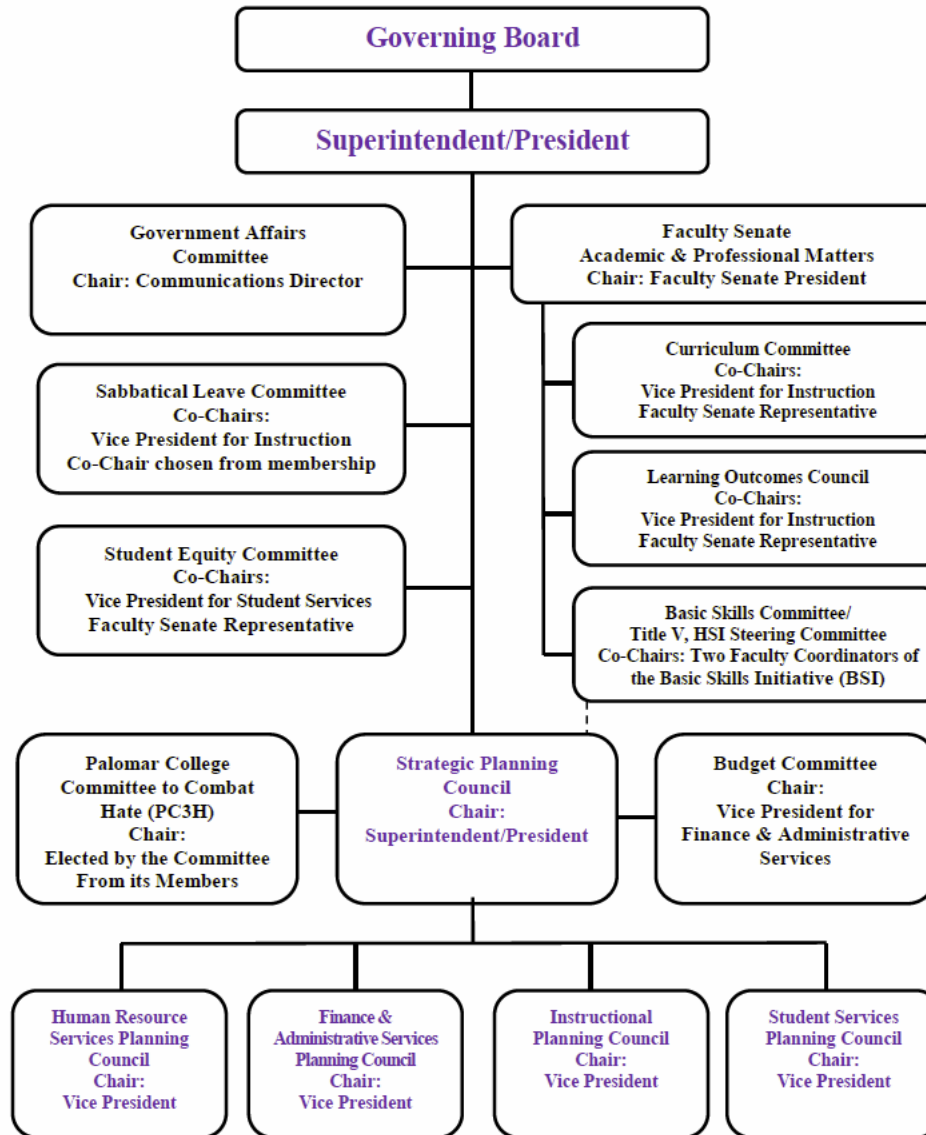 Governing Board
Superintendent/President
Government Affairs
Committee
Chair: Communications Director
Faculty Senate
Academic & Professional Matters
Chair: Faculty Senate President
Curriculum Committee
Co-Chairs:
Vice President for Instruction
Faculty Senate Representative
Sabbatical Leave Committee
Co-Chairs:
Vice President for Instruction
Co-Chair chosen from membership
Learning Outcomes Council
Co-Chairs:
Vice President for Instruction
Faculty Senate Representative
Student Equity Committee
Co-Chairs:
Vice President for Student Services
Faculty Senate Representative
Basic Skills Committee/
Title V, HSI Steering Committee
Co-Chairs: Two Faculty Coordinators of
the Basic Skills Initiative (BSI)
Palomar College
Committee to Combat
Hate (PC3H)
Chair:
Elected by the Committee
From its Members
Strategic Planning
Council
Chair:
Superintendent/President
Budget Committee
Chair:
Vice President for
Finance & Administrative
Services
Human Resource
Services Planning
Council
Chair:
Vice President
Finance &
Administrative Services
Planning Council
Chair:
Vice President
Instructional
Planning Council
Chair:
Vice President
Student Services
Planning Council
Chair:
Vice President